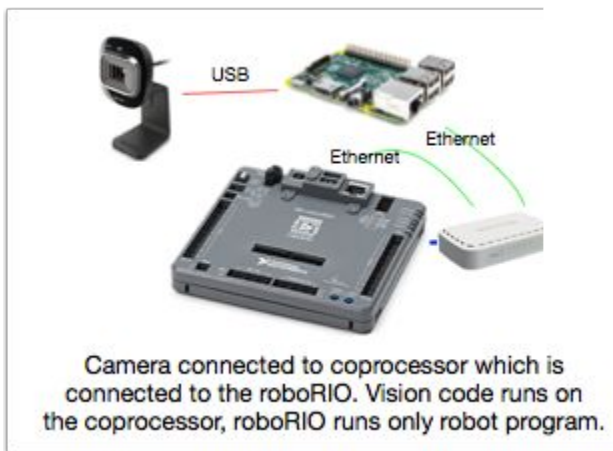 USB
Ethernet
Ethernet
Camera connected to coprocessor which is
connected to the roboRIO. Vision code runs on
the coprocessor, roboRIO runs only robot program.